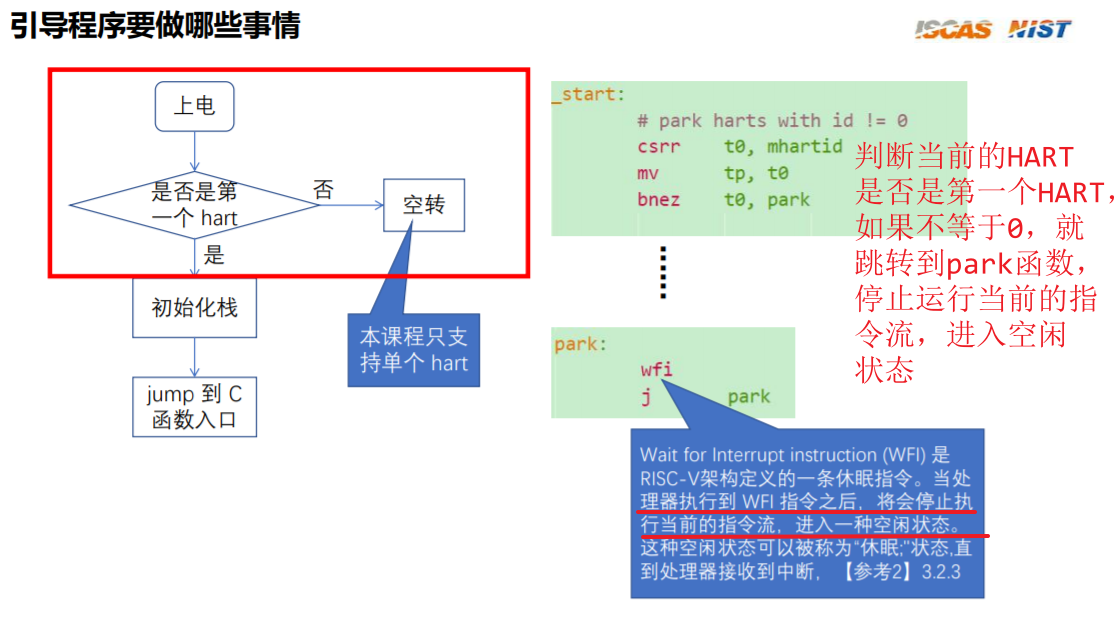 引导程序要做哪些事情
ISCAS NIST
上电
是否是第
一个 hart
否
空转
是
初始化栈
本课程只支
持单个 hart
jump 到 C
函数入口
_start:
# park harts with id != 0
csrr t0, mhartid
mv tp, t0
bnez t0, park
判断当前的HART
是否是第一个HART,
如果不等于0，就
跳转到park函数，
停止运行当前的指
令流，进入空闲
状态
park:
wfi
j park
Wait for Interrupt instruction (WFI) 是
RISC-V架构定义的一条休眠指令。当处
理器执行到 WFI 指令之后，将会停止执
行当前的指令流，进入一种空闲状态。
这种空闲状态可以被称为“休眠;"状态,直
到处理器接收到中断，【参考2】3.2.3